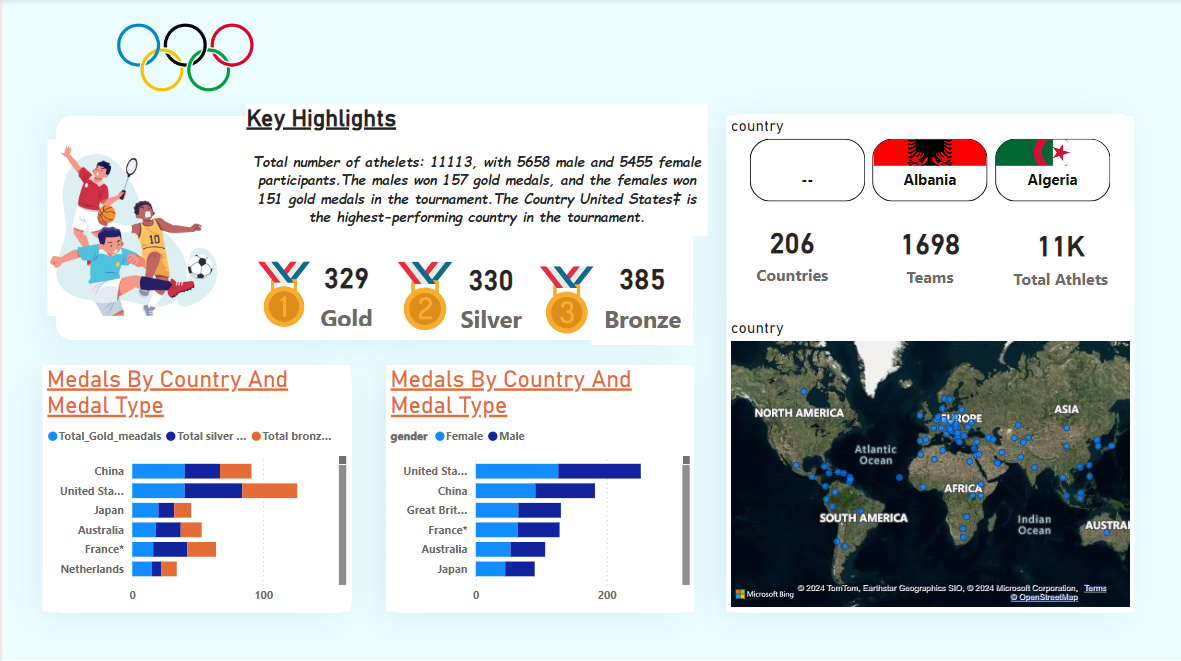 Key Highlights
Total number of athelets: 11113, with 5658 male and 5455 female
participants.The males won 157 gold medals, and the females won
151 gold medals in the tournament.The Country United States‡ is
the highest-performing country in the tournament.
10
1
329
Gold
2
330
Silver
3
385
Bronze
country
--
Albania
Algeria
206
Countries
1698
Teams
11K
Total Athlets
Medals By Country And
Medal Type
Total_Gold_meadals Total silver ... Total bronz...
China
United Sta...
Japan
Australia
France*
Netherlands
0 100
Medals By Country And
Medal Type
gender Female Male
United Sta...
China
Great Brit...
France*
Australia
Japan
0 200
country
NORTH AMERICA
EUROPE
ASIA
Atlantic
Ocean
AFRICA
SOUTH AMERICA
Indian
Ocean
AUSTRA
Microsoft Bing
© 2024 TomTom, Earthstar Geographics SIO, © 2024 Microsoft Corporation, Terms
© OpenStreetMap